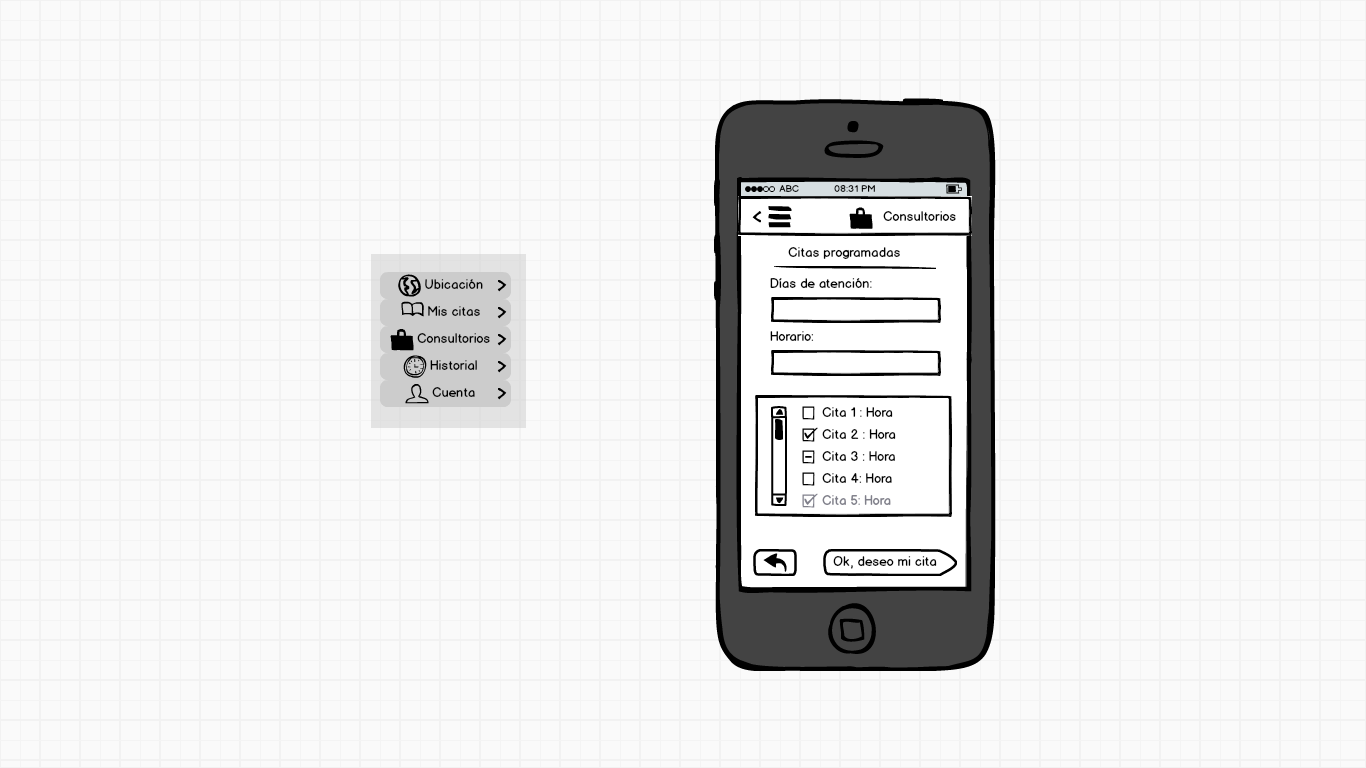 Ubicación
Mis citas
Consultorios
Historial
Cuenta
ABC 08:31 PM
Consultorios
Citas programadas
Días de atención:
Horario:
Cita 1 : Hora
Cita 2 : Hora
Cita 3 : Hora
Cita 4: Hora
Cita 5: Hora
Ok, deseo mi cita